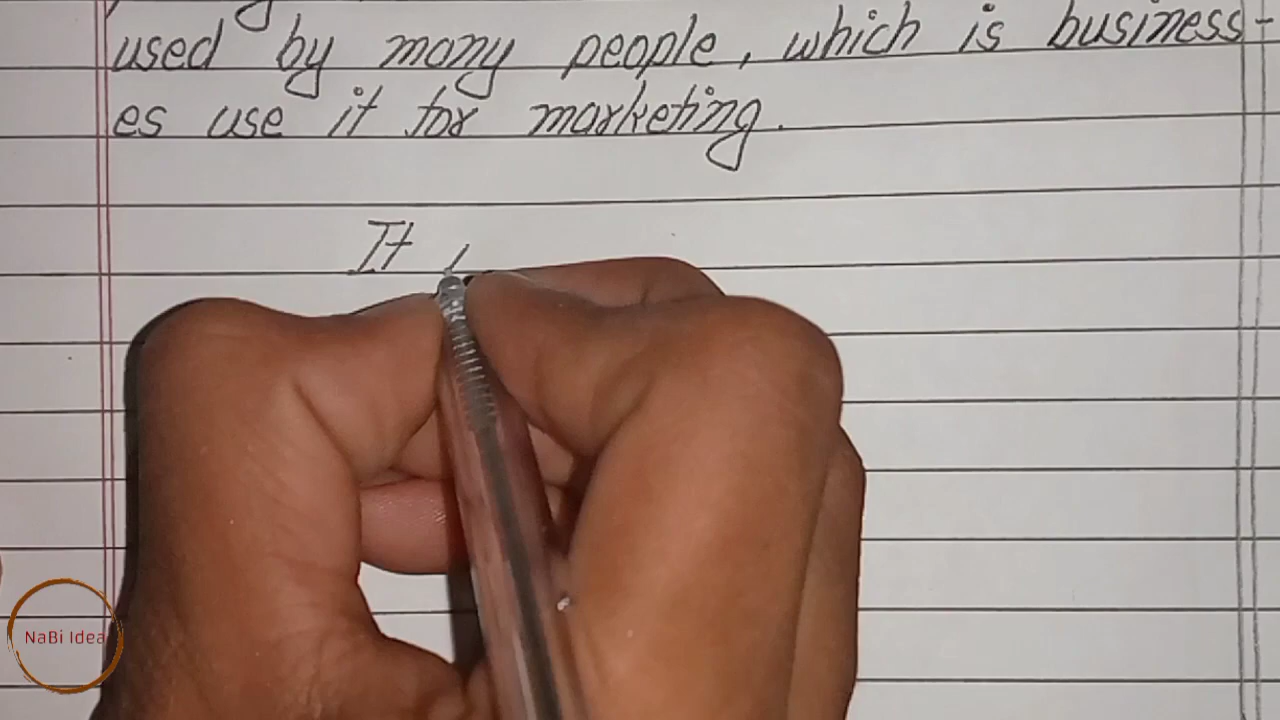 used by many people, which is business-
es use it for marketing.
It
NaBi Idea